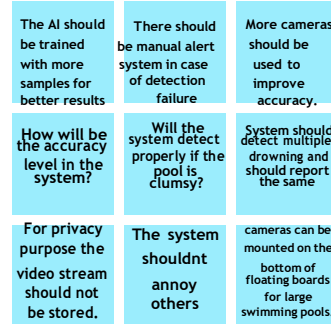 The AI should
be trained
with more
samples for
better results
There should
be manual alert
system in case
of detection
failure
More cameras
should be
used to
improve
accuracy.
How will be
the accuracy
level in the
system?
Will the
system detect
properly if the
pool is
clumsy?
System should
detect multiple
drowning and
should report
the same
For privacy
purpose the
video stream
should not
be stored.
The system
shouldnt
annoy
others
cameras can be
mounted on the
bottom of
floating boards
for large
swimming pools.